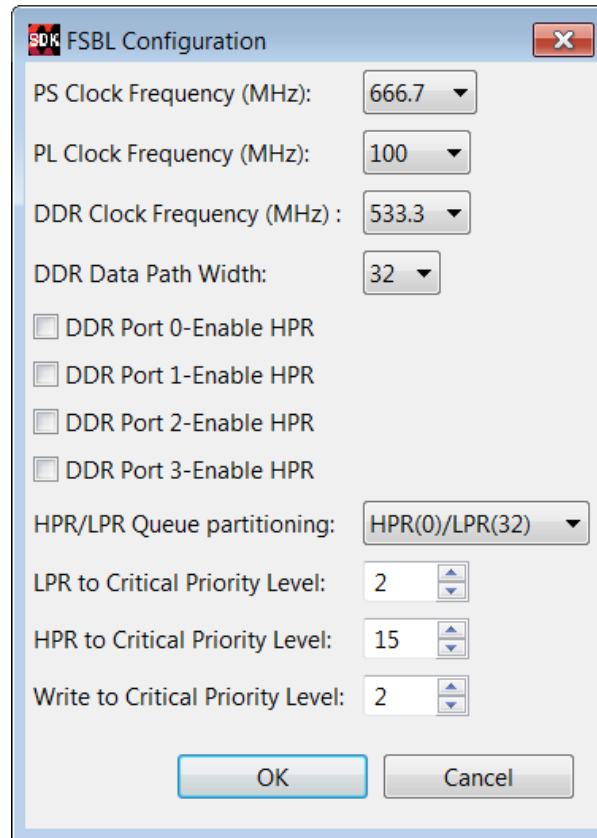 SDK FSBL Configuration
PS Clock Frequency (MHz): 666.7
PL Clock Frequency (MHz): 100
DDR Clock Frequency (MHz) : 533.3
DDR Data Path Width: 32
DDR Port 0-Enable HPR
DDR Port 1-Enable HPR
DDR Port 2-Enable HPR
DDR Port 3-Enable HPR
HPR/LPR Queue partitioning: HPR(0)/LPR(32)
LPR to Critical Priority Level: 2
HPR to Critical Priority Level: 15
Write to Critical Priority Level: 2
OK Cancel